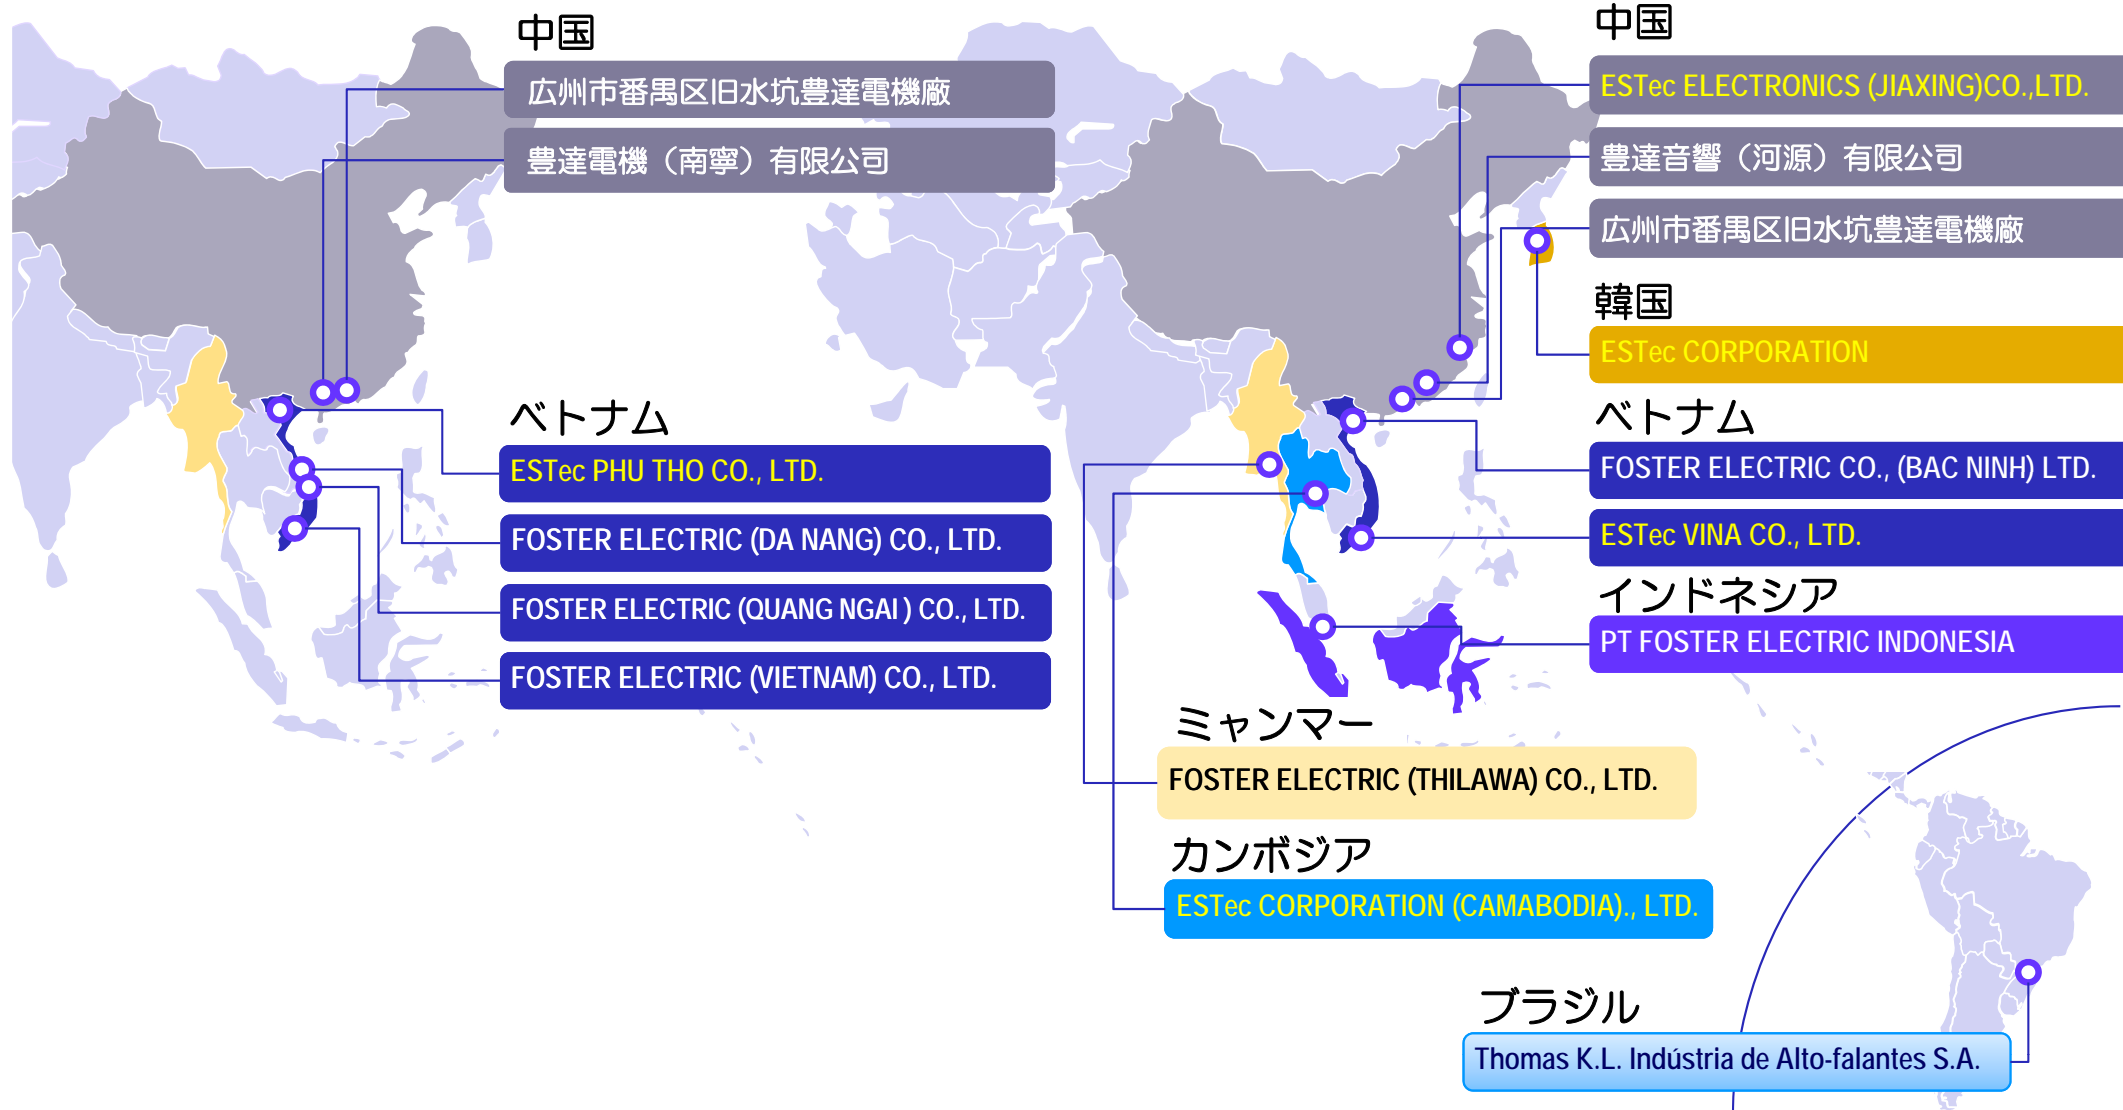 中国
広州市番禺区旧水坑豊達電機廠
豊達電機（南寧）有限公司
ベトナム
ESTec PHU THO CO., LTD.
FOSTER ELECTRIC (DA NANG) CO., LTD.
FOSTER ELECTRIC (QUANG NGAI ) CO., LTD.
FOSTER ELECTRIC (VIETNAM) CO., LTD.
中国
ESTec ELECTRONICS (JIAXING)CO.,LTD.
豊達音響（河源）有限公司
広州市番禺区旧水坑豊達電機廠
韓国
ESTec CORPORATION
ベトナム
FOSTER ELECTRIC CO., (BAC NINH) LTD.
ESTec VINA CO., LTD.
インドネシア
PT FOSTER ELECTRIC INDONESIA
ミャンマー
FOSTER ELECTRIC (THILAWA) CO., LTD.
カンボジア
ESTec CORPORATION (CAMABODIA)., LTD.
ブラジル
Thomas K.L. Indústria de Alto-falantes S.A.